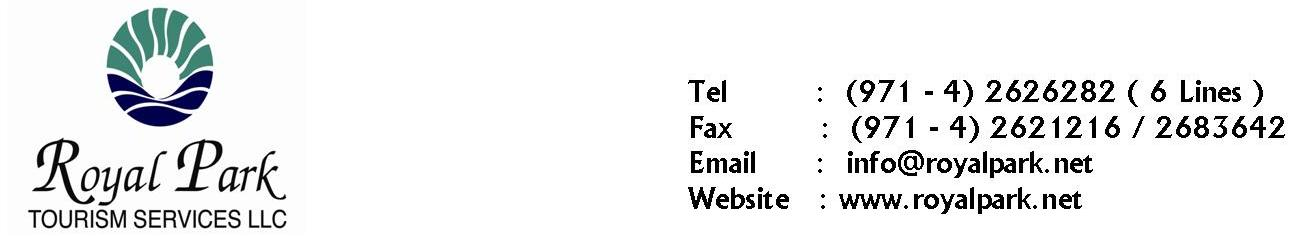 Royal Park
TOURISM SERVICES LLC
Tel : (971 - 4) 2626282 ( 6 Lines )
Fax : (971 - 4) 2621216 / 2683642
Email : info@royalpark.net
Website : www.royalpark.net